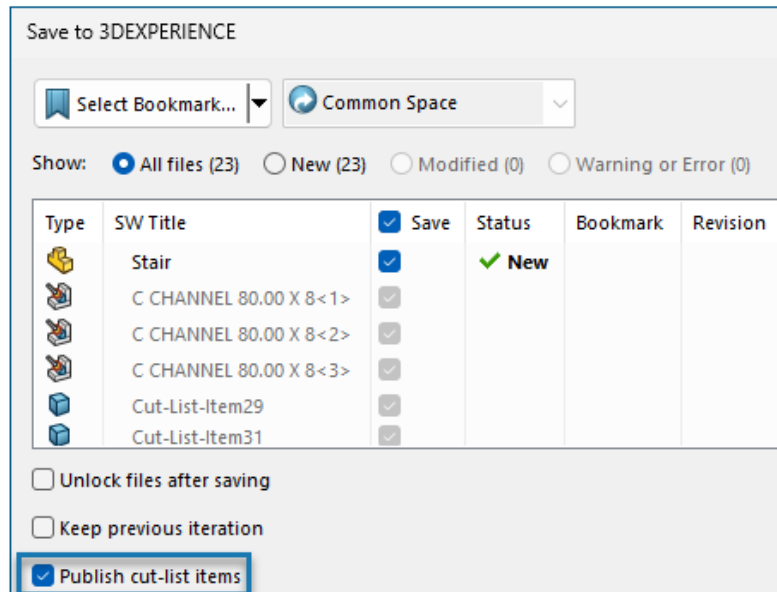 Save to 3DEXPERIENCE
Select Bookmark... Common Space
Show: All files (23) New (23) Modified (0) Warning or Error (0)
Type SW Title Save Status Bookmark Revision
Stair New
C CHANNEL 80.00 X 8<1>
C CHANNEL 80.00 X 8<2>
C CHANNEL 80.00 X 8<3>
Cut-List-Item29
Cut-List-Item31
Unlock files after saving
Keep previous iteration
Publish cut-list items